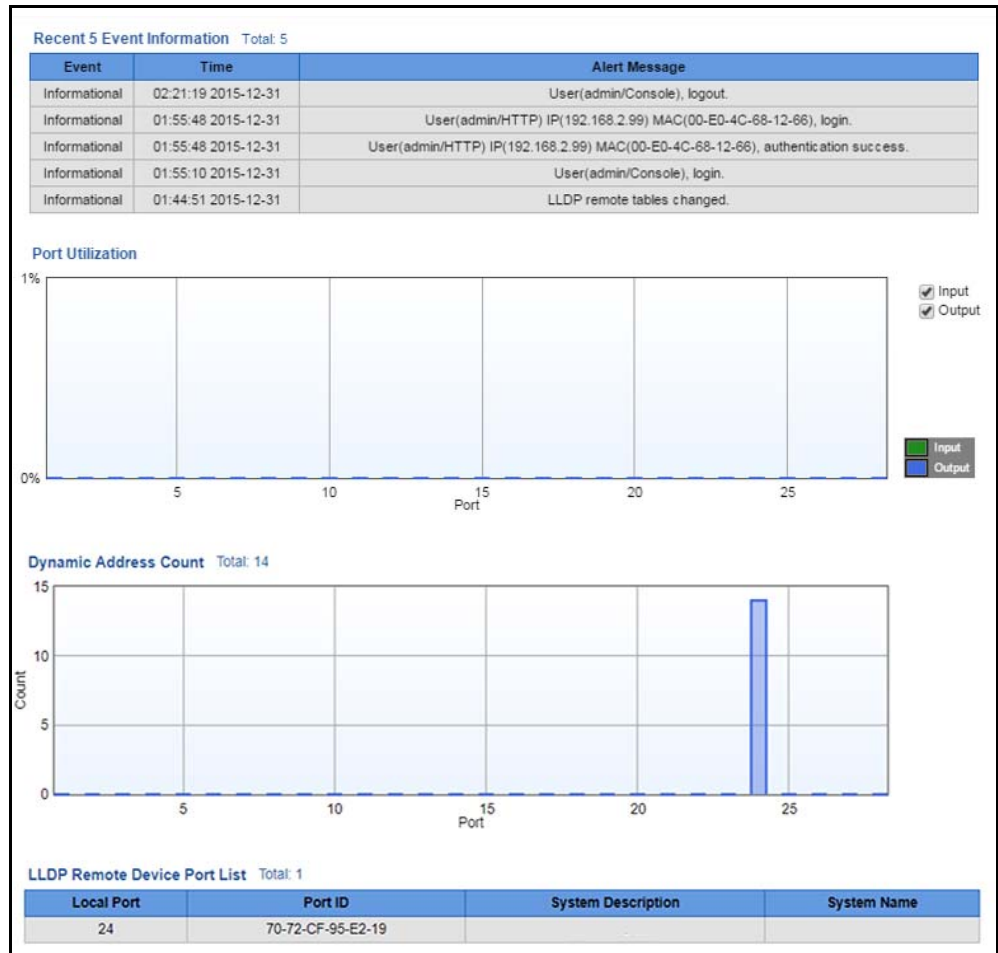 Recent 5 Event Information Total: 5
Event Time Alert Message
Informational 02:21:19 2015-12-31 User(admin/Console), logout.
Informational 01:55:48 2015-12-31 User(admin/HTTP) IP(192.168.2.99) MAC(00-E0-4C-68-12-66), login.
Informational 01:55:48 2015-12-31 User(admin/HTTP) IP(192.168.2.99) MAC(00-E0-4C-68-12-66), authentication success.
Informational 01:55:10 2015-12-31 User(admin/Console), login.
Informational 01:44:51 2015-12-31 LLDP remote tables changed.
Port Utilization
1%
Input
Output
Input
Output
0%
5 10 15 20 25
Port
Dynamic Address Count Total: 14
15
10
Count
5
0
5 10 15 20 25
Port
LLDP Remote Device Port List Total: 1
Local Port Port ID System Description System Name
24 70-72-CF-95-E2-19